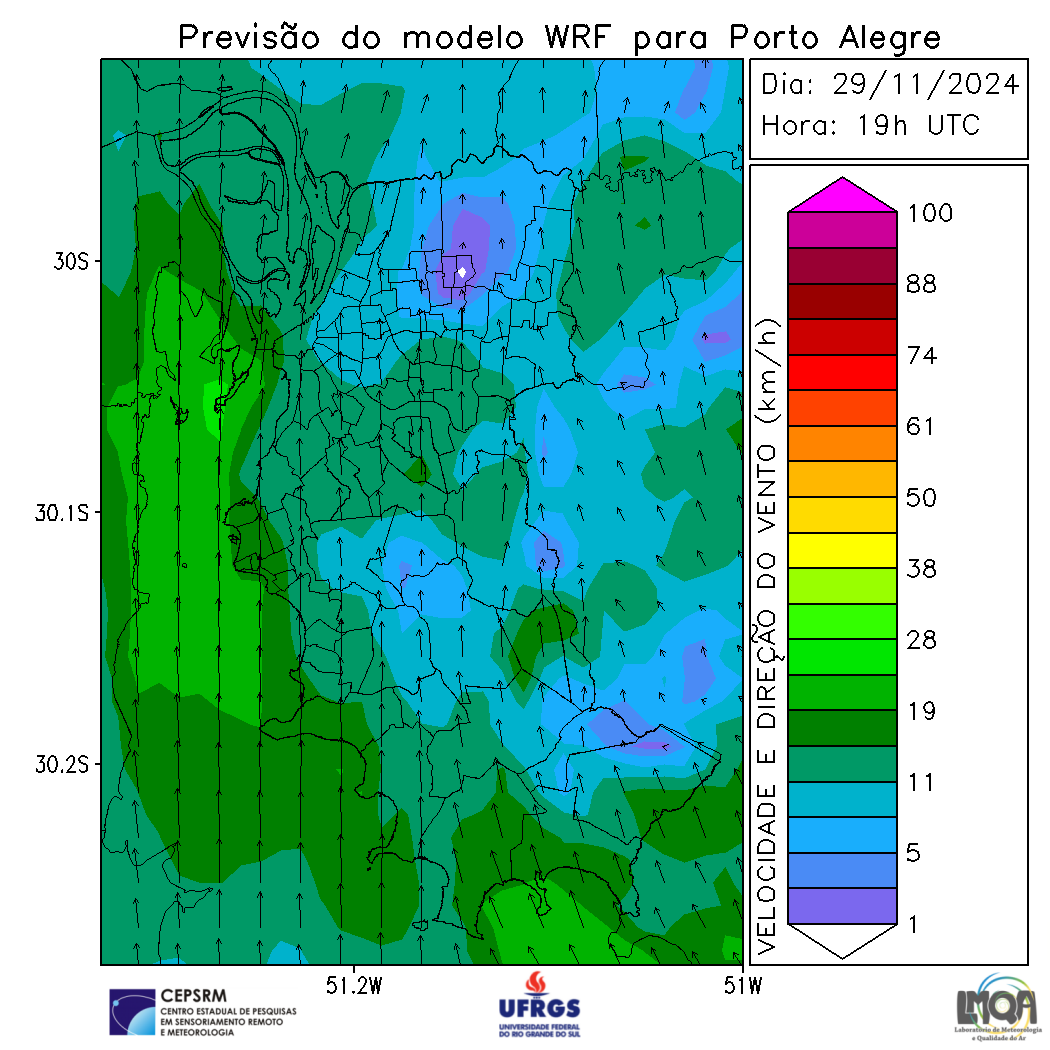 Previsão do modelo WRF para Porto Alegre
Dia: 29/11/2024
Hora: 19h UTC
30S
30.1S
30.2S
51.2W
51W
VELOCIDADE E DIREÇÃO DO VENTO (km/h)
100
88
74
61
50
38
28
19
11
5
1
CEPSRM
CENTRO ESTADUAL DE PESQUISAS
EM SENSORIAMENTO REMOTO
E METEOROLOGIA
UFRGS
UNIVERSIDADE FEDERAL
DO RIO GRANDE DO SUL
LMQA
Laboratório de Meteorologia
e Qualidade do Ar